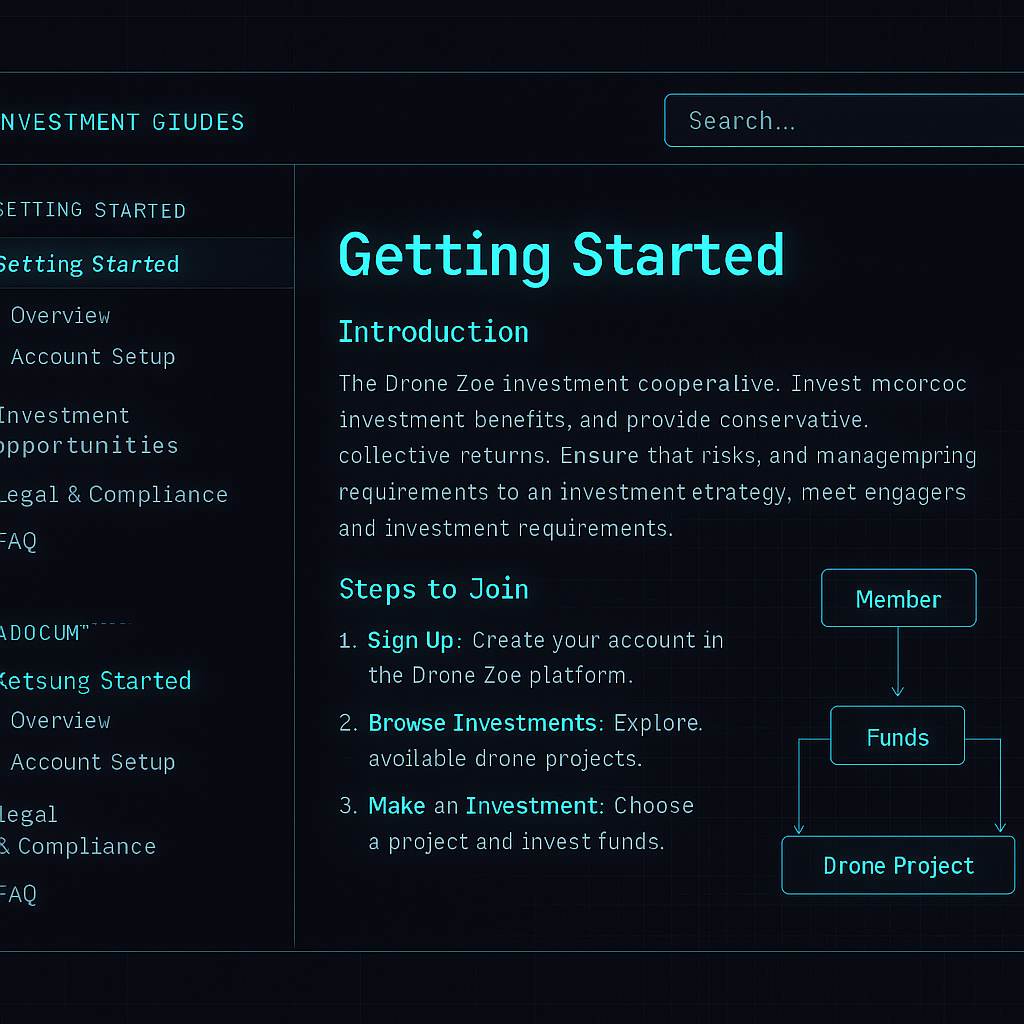 NVESTMENT GIUDES
Search...
SETTING STARTED
Setting Started
Overview
Account Setup
Investment
opportunities
Legal & Compliance
FAQ
ADOCUM"
Ketsung Started
Overview
Account Setup
legal
& Compliance
FAQ
Getting Started
Introduction
The Drone Zoe investment cooperalive. Invest mcorcoc
investment benefits, and provide conservative.
collective returns. Ensure that risks, and managempring
requirements to an investment etrategy, meet engagers
and investment requirements.
Steps to Join
1. Sign Up: Create your account in
the Drone Zoe platform.
2. Browse Investments: Explore.
avoilable drone projects.
3. Make an Investment: Choose
a project and invest funds.
Member
Funds
Drone Project